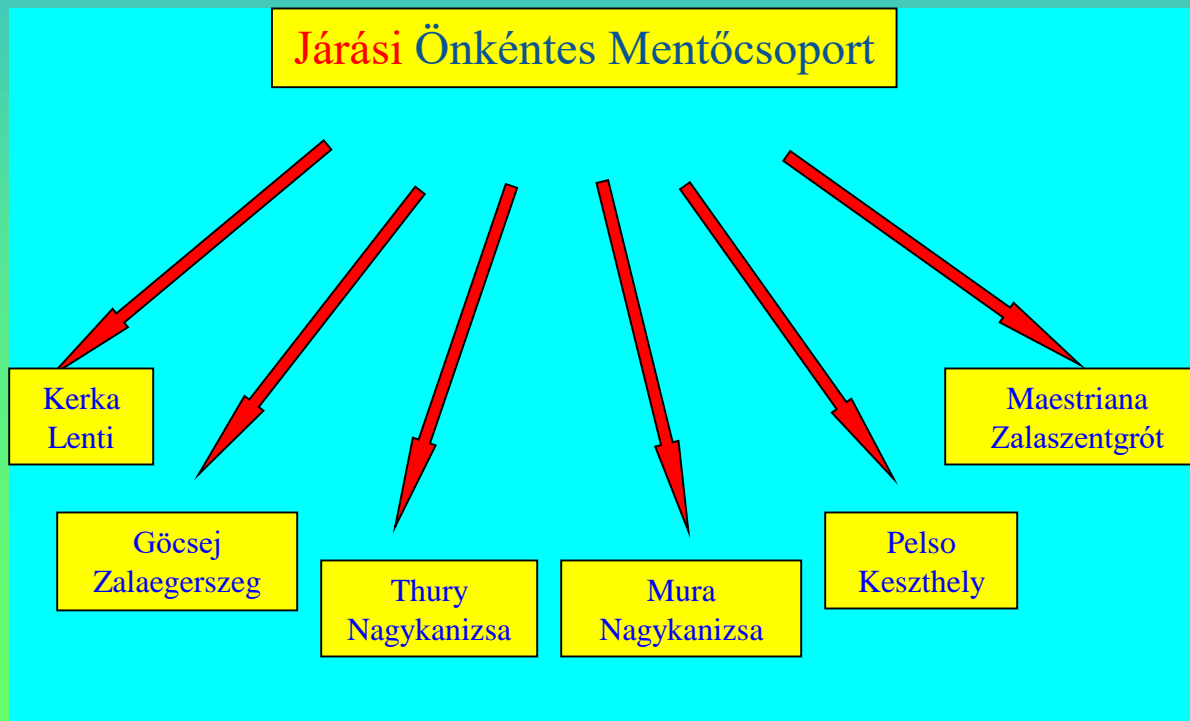 Járási Önkéntes Mentőcsoport
Kerka
Lenti
Göcsej
Zalaegerszeg
Thury
Nagykanizsa
Mura
Nagykanizsa
Pelso
Keszthely
Maestriana
Zalaszentgrót